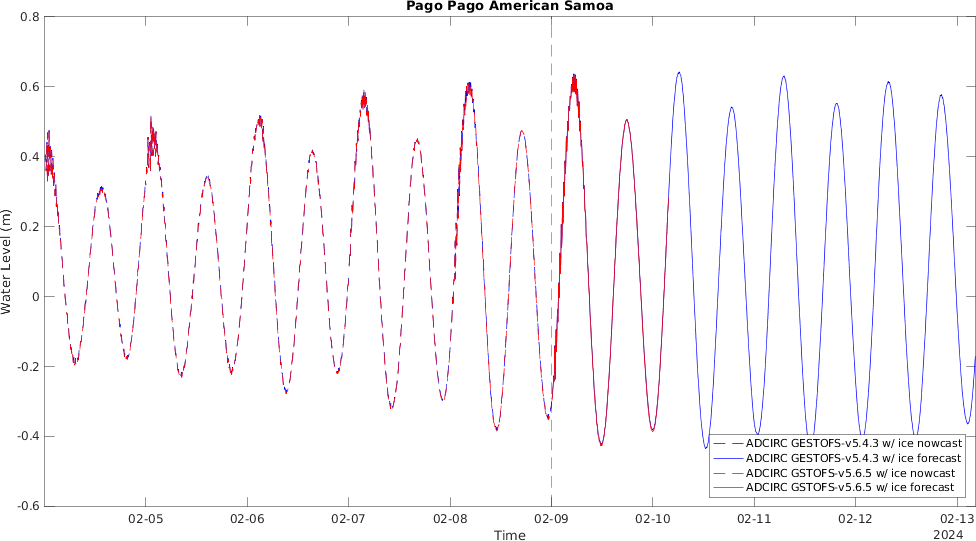 Pago Pago American Samoa
0.8
0.6
0.4
0.2
0
-0.2
-0.4
-0.6
Water Level (m)
ADCIRC GESTOFS-v5.4.3 w/ ice nowcast
ADCIRC GESTOFS-v5.4.3 w/ ice forecast
ADCIRC GSTOFS-v5.6.5 w/ ice nowcast
ADCIRC GSTOFS-v5.6.5 w/ ice forecast
02-05 02-06 02-07 02-08 02-09 02-10 02-11 02-12 02-13
Time 2024